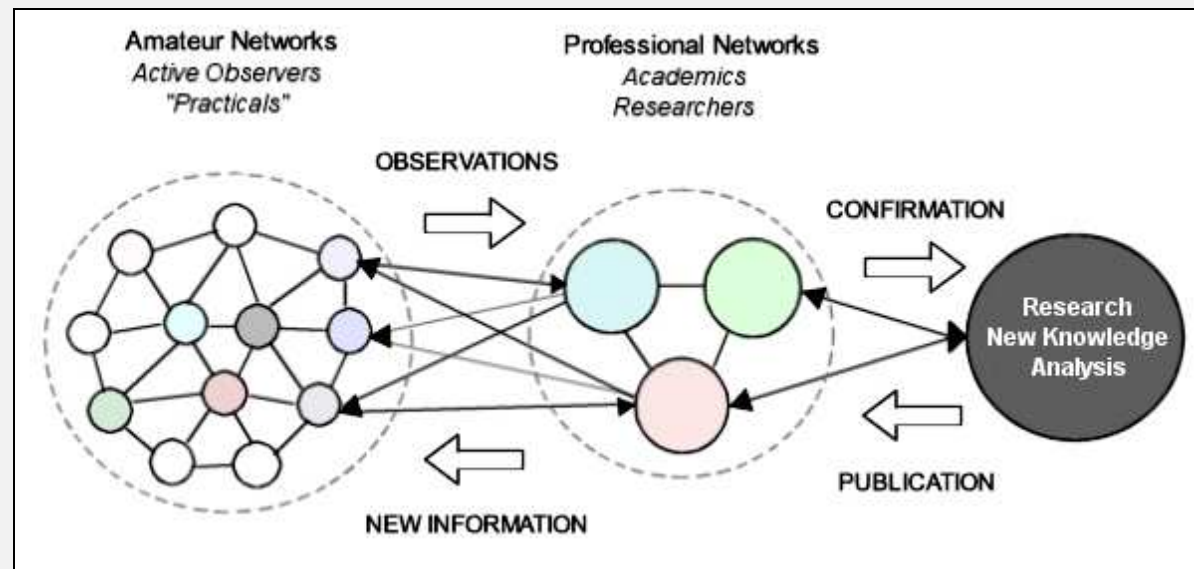 Amateur Networks
Active Observers
"Practicals"
Professional Networks
Academics
Researchers
OBSERVATIONS
CONFIRMATION
Research
New Knowledge
Analysis
PUBLICATION
NEW INFORMATION